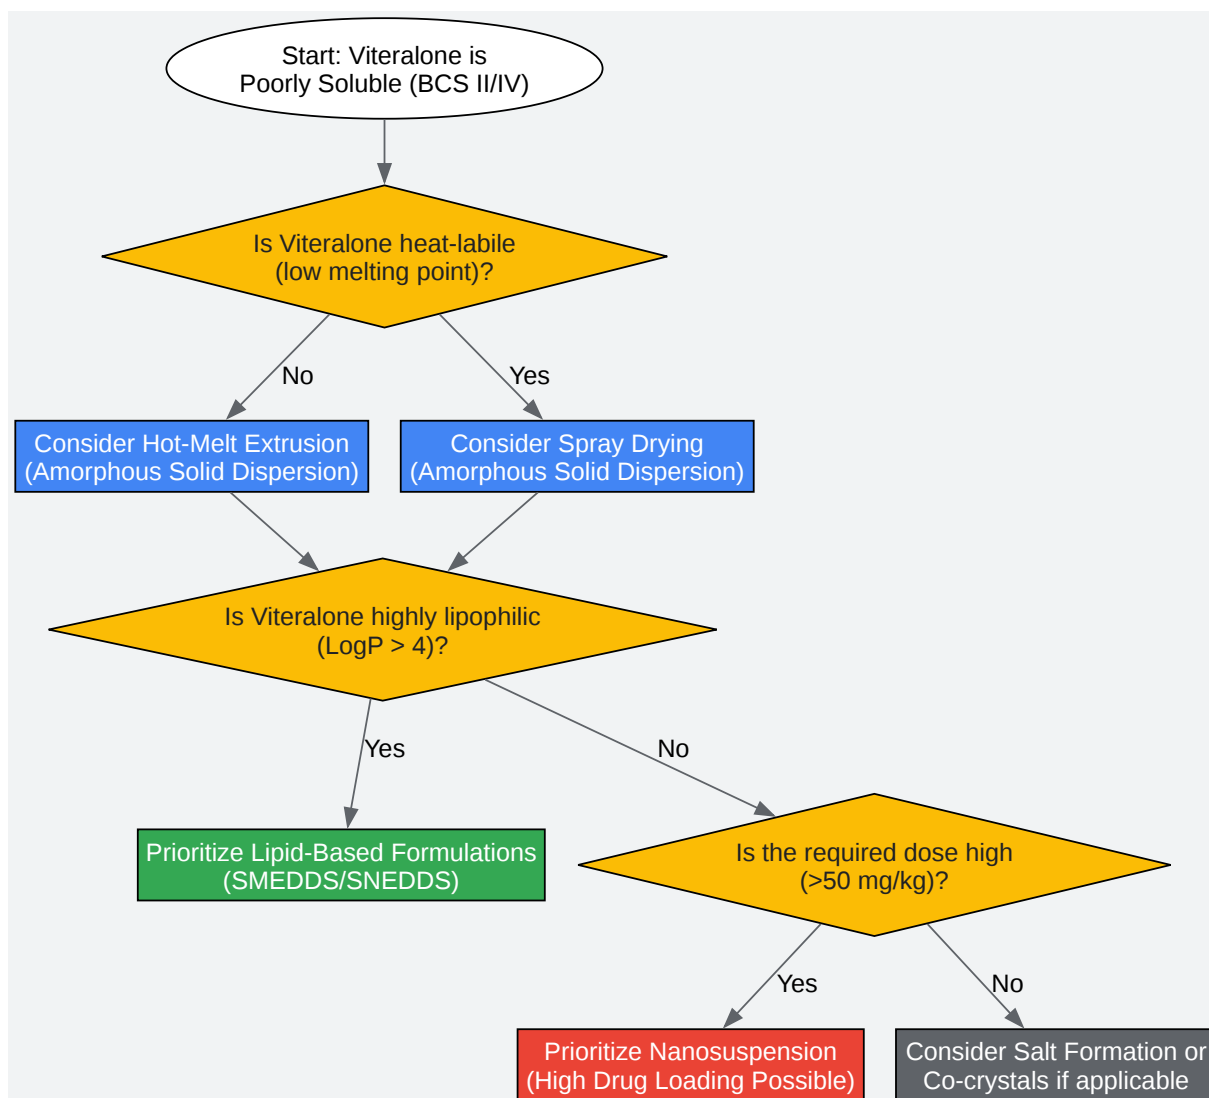 Start: Viteralone is
Poorly Soluble (BCS II/IV)
Is Viteralone heat-labile
(low melting point)?
No
Yes
Consider Hot-Melt Extrusion
(Amorphous Solid Dispersion)
Consider Spray Drying
(Amorphous Solid Dispersion)
Is Viteralone highly lipophilic
(LogP > 4)?
Yes
No
Prioritize Lipid-Based Formulations
(SMEDDS/SNEDDS)
Is the required dose high
(>50 mg/kg)?
Yes
No
Prioritize Nanosuspension
(High Drug Loading Possible)
Consider Salt Formation or
Co-crystals if applicable